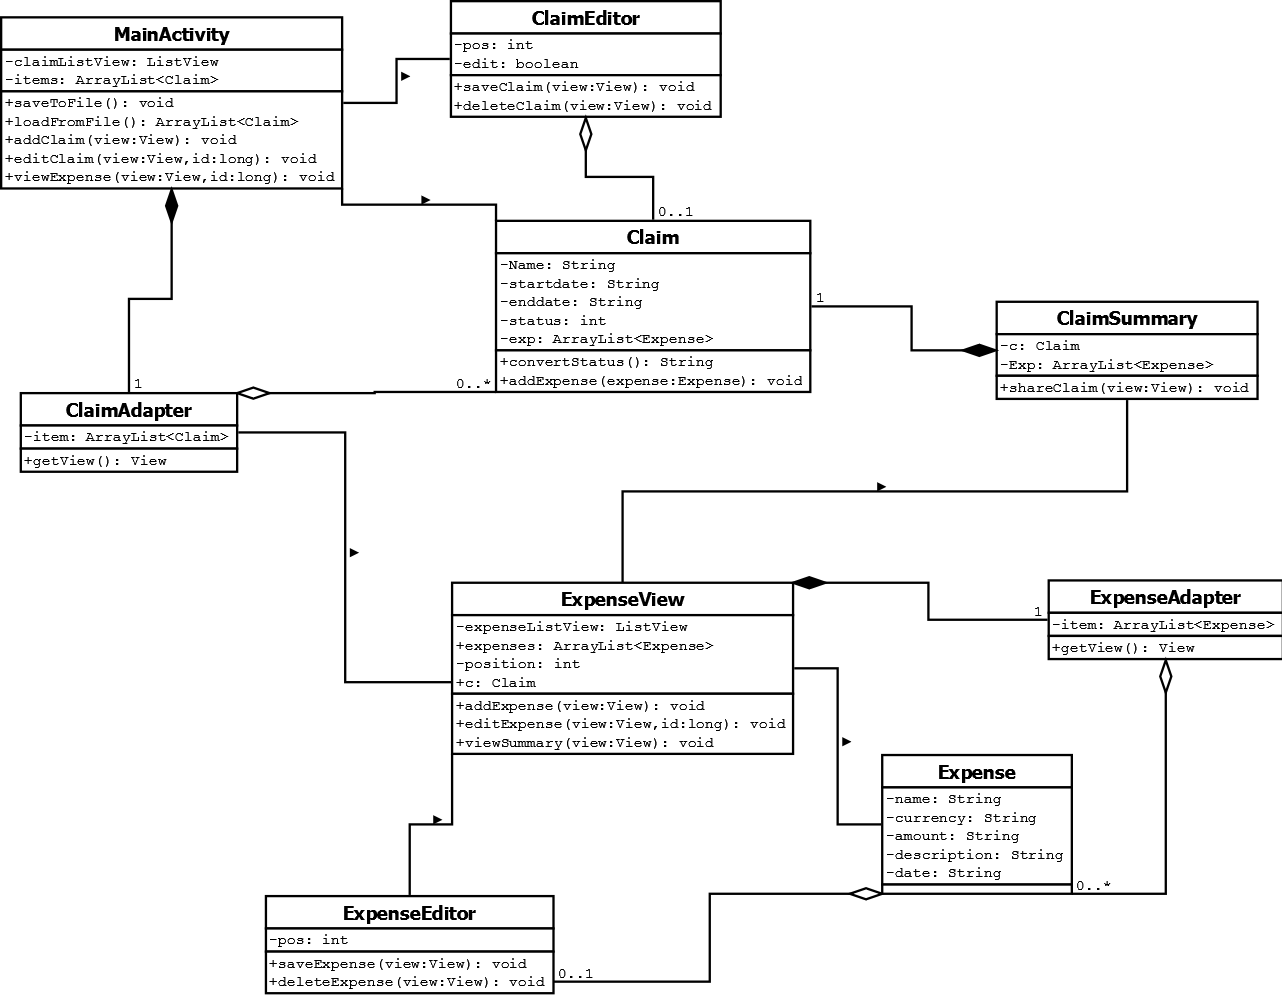 MainActivity
-claimListView: ListView
-items: ArrayList<Claim>
+saveToFile(): void
+loadFromFile(): ArrayList<Claim>
+addClaim(view:View): void
+editClaim(view:View,id:long): void
+viewExpense(view:View,id:long): void
ClaimEditor
-pos: int
-edit: boolean
+saveClaim(view:View): void
+deleteClaim(view:View): void
0..1
Claim
-Name: String
-startdate: String
-enddate: String
-status: int
-exp: ArrayList<Expense>
+convertStatus(): String
+addExpense(expense:Expense): void
1
ClaimSummary
-c: Claim
-Exp: ArrayList<Expense>
+shareClaim(view:View): void
1
0..*
ClaimAdapter
-item: ArrayList<Claim>
+getView(): View
ExpenseView
-expenseListView: ListView
+expenses: ArrayList<Expense>
-position: int
+c: Claim
+addExpense(view:View): void
+editExpense(view:View,id:long): void
+viewSummary(view:View): void
1
ExpenseAdapter
-item: ArrayList<Expense>
+getView(): View
Expense
-name: String
-currency: String
-amount: String
-description: String
-date: String
0..*
ExpenseEditor
-pos: int
+saveExpense(view:View): void
+deleteExpense(view:View): void
0..1